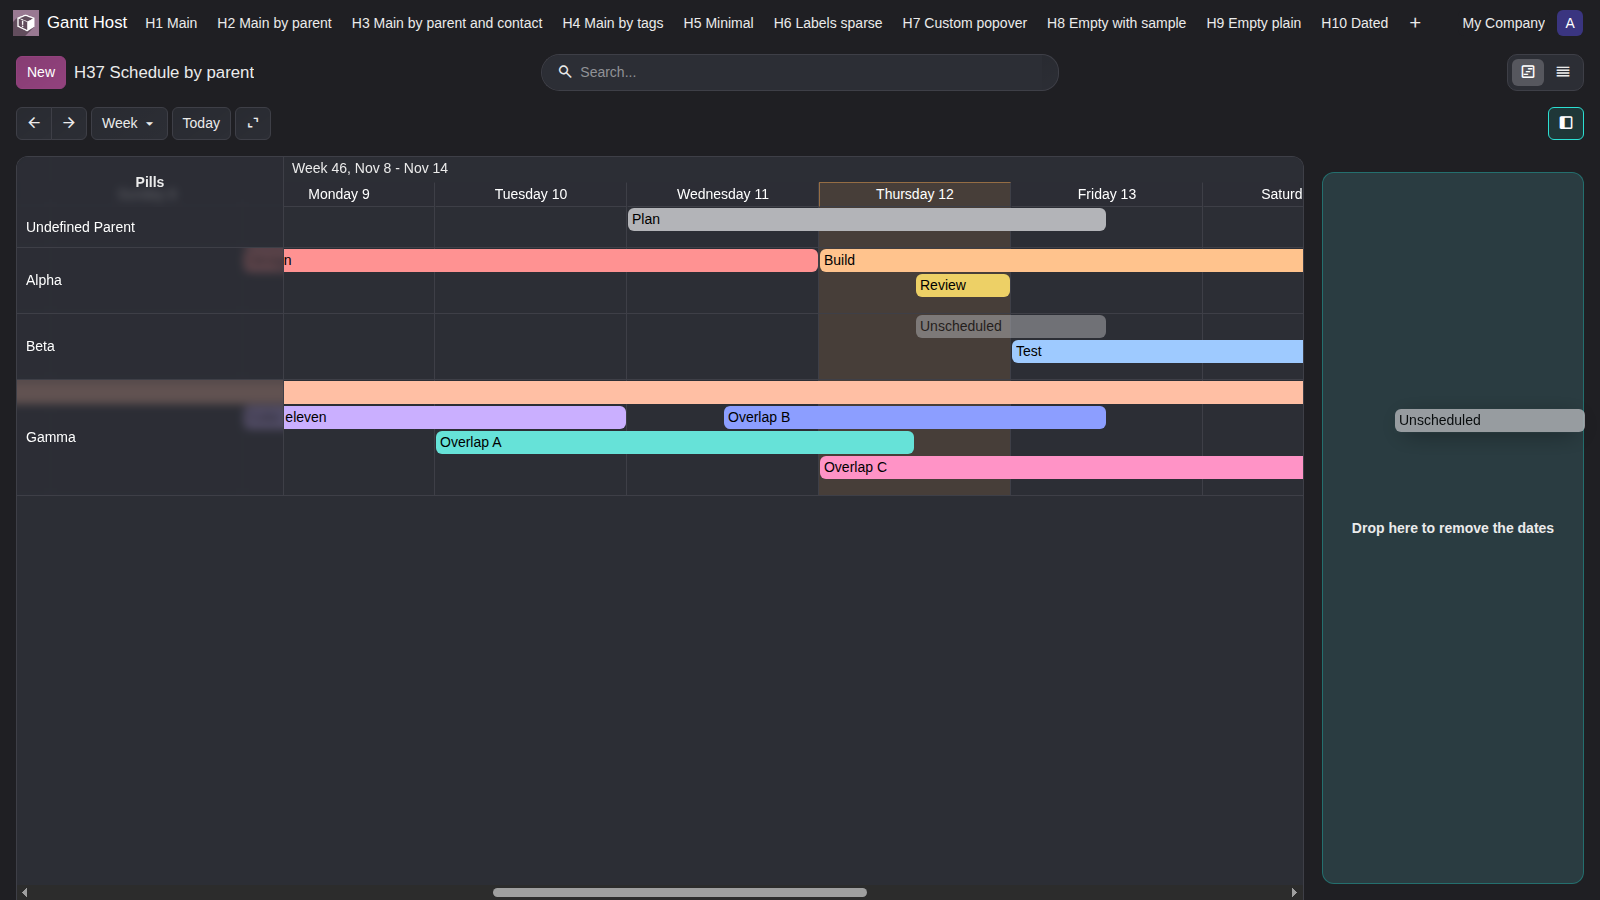 Gantt Host H1 Main H2 Main by parent H3 Main by parent and contact H4 Main by tags H5 Minimal H6 Labels sparse H7 Custom popover H8 Empty with sample H9 Empty plain H10 Dated + My Company A
New H37 Schedule by parent Search...
Week Today
Week 46, Nov 8 - Nov 14
Pills
Monday 9 Tuesday 10 Wednesday 11 Thursday 12 Friday 13 Saturd
Undefined Parent Plan
Alpha n Build
Review
Beta Unscheduled
Test
Gamma eleven Overlap B
Overlap A
Overlap C
Unscheduled
Drop here to remove the dates